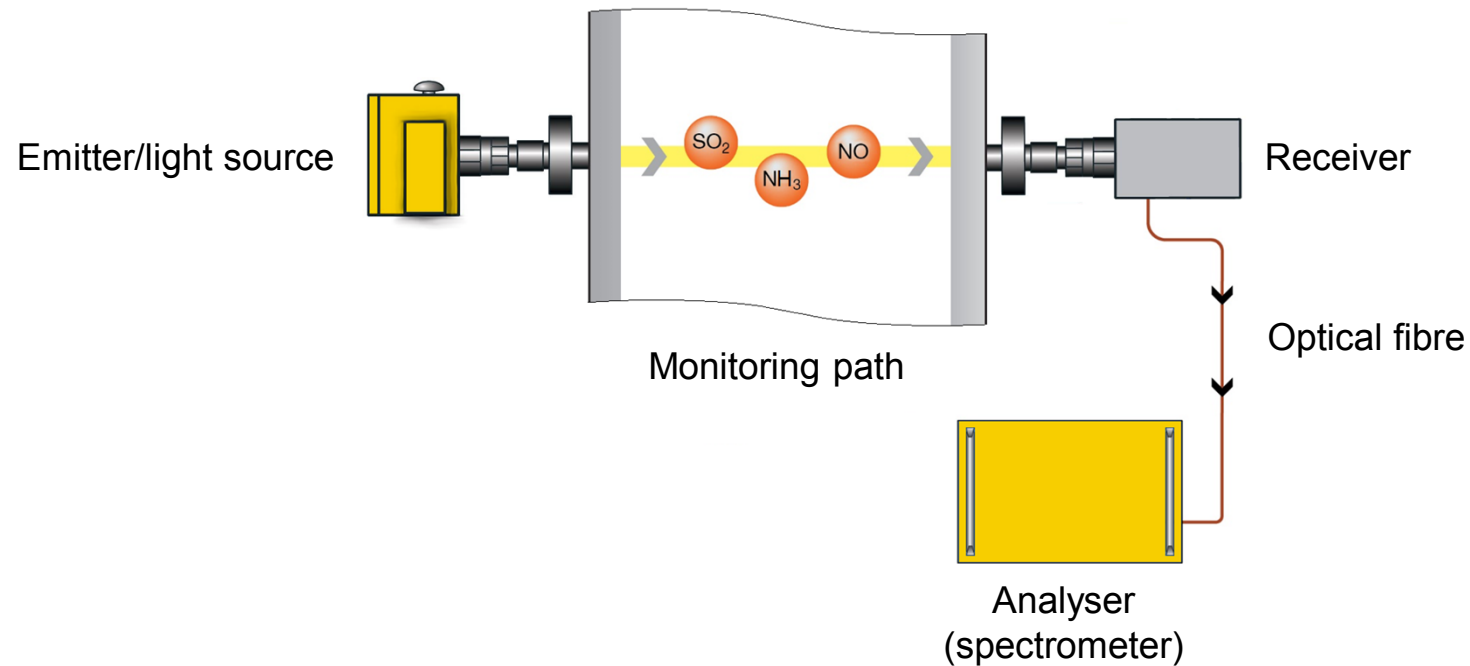 Emitter/light source
SO₂
NH₃
NO
Receiver
Monitoring path
Optical fibre
Analyser
(spectrometer)